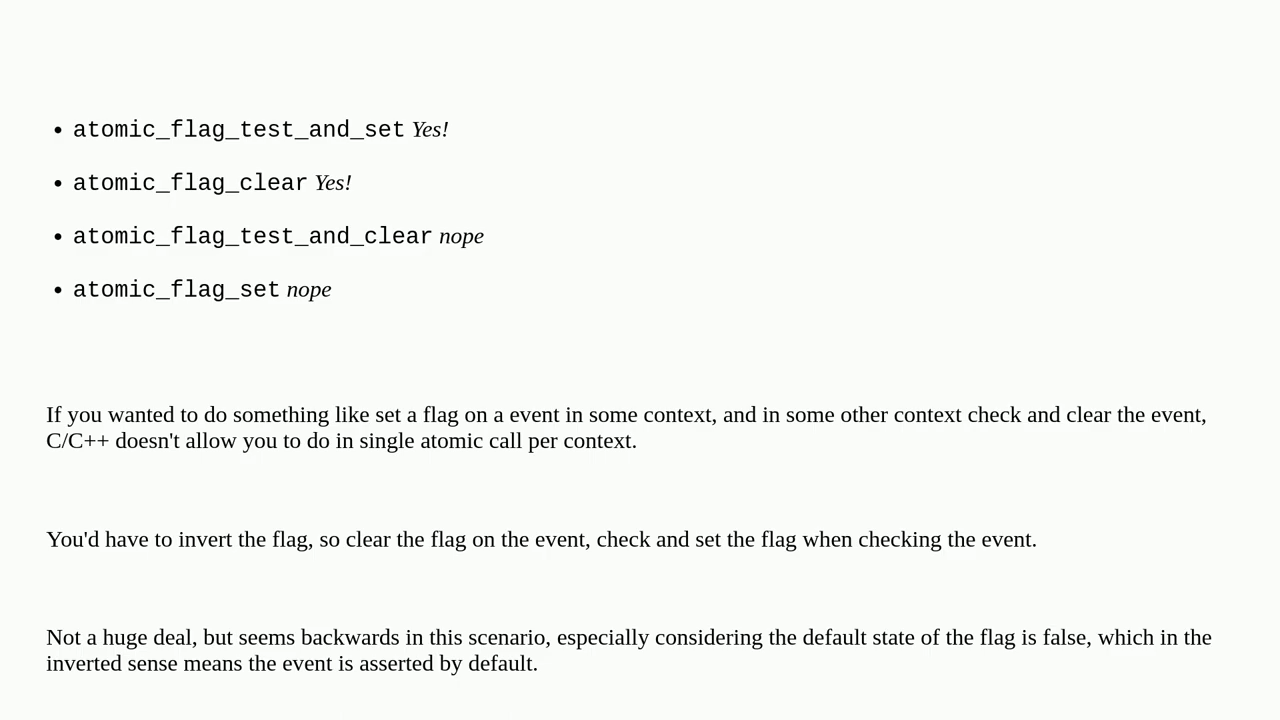 • atomic_flag_test_and_set Yes!
• atomic_flag_clear Yes!
• atomic_flag_test_and_clear nope
• atomic_flag_set nope
If you wanted to do something like set a flag on a event in some context, and in some other context check and clear the event,
C/C++ doesn't allow you to do in single atomic call per context.
You'd have to invert the flag, so clear the flag on the event, check and set the flag when checking the event.
Not a huge deal, but seems backwards in this scenario, especially considering the default state of the flag is false, which in the
inverted sense means the event is asserted by default.